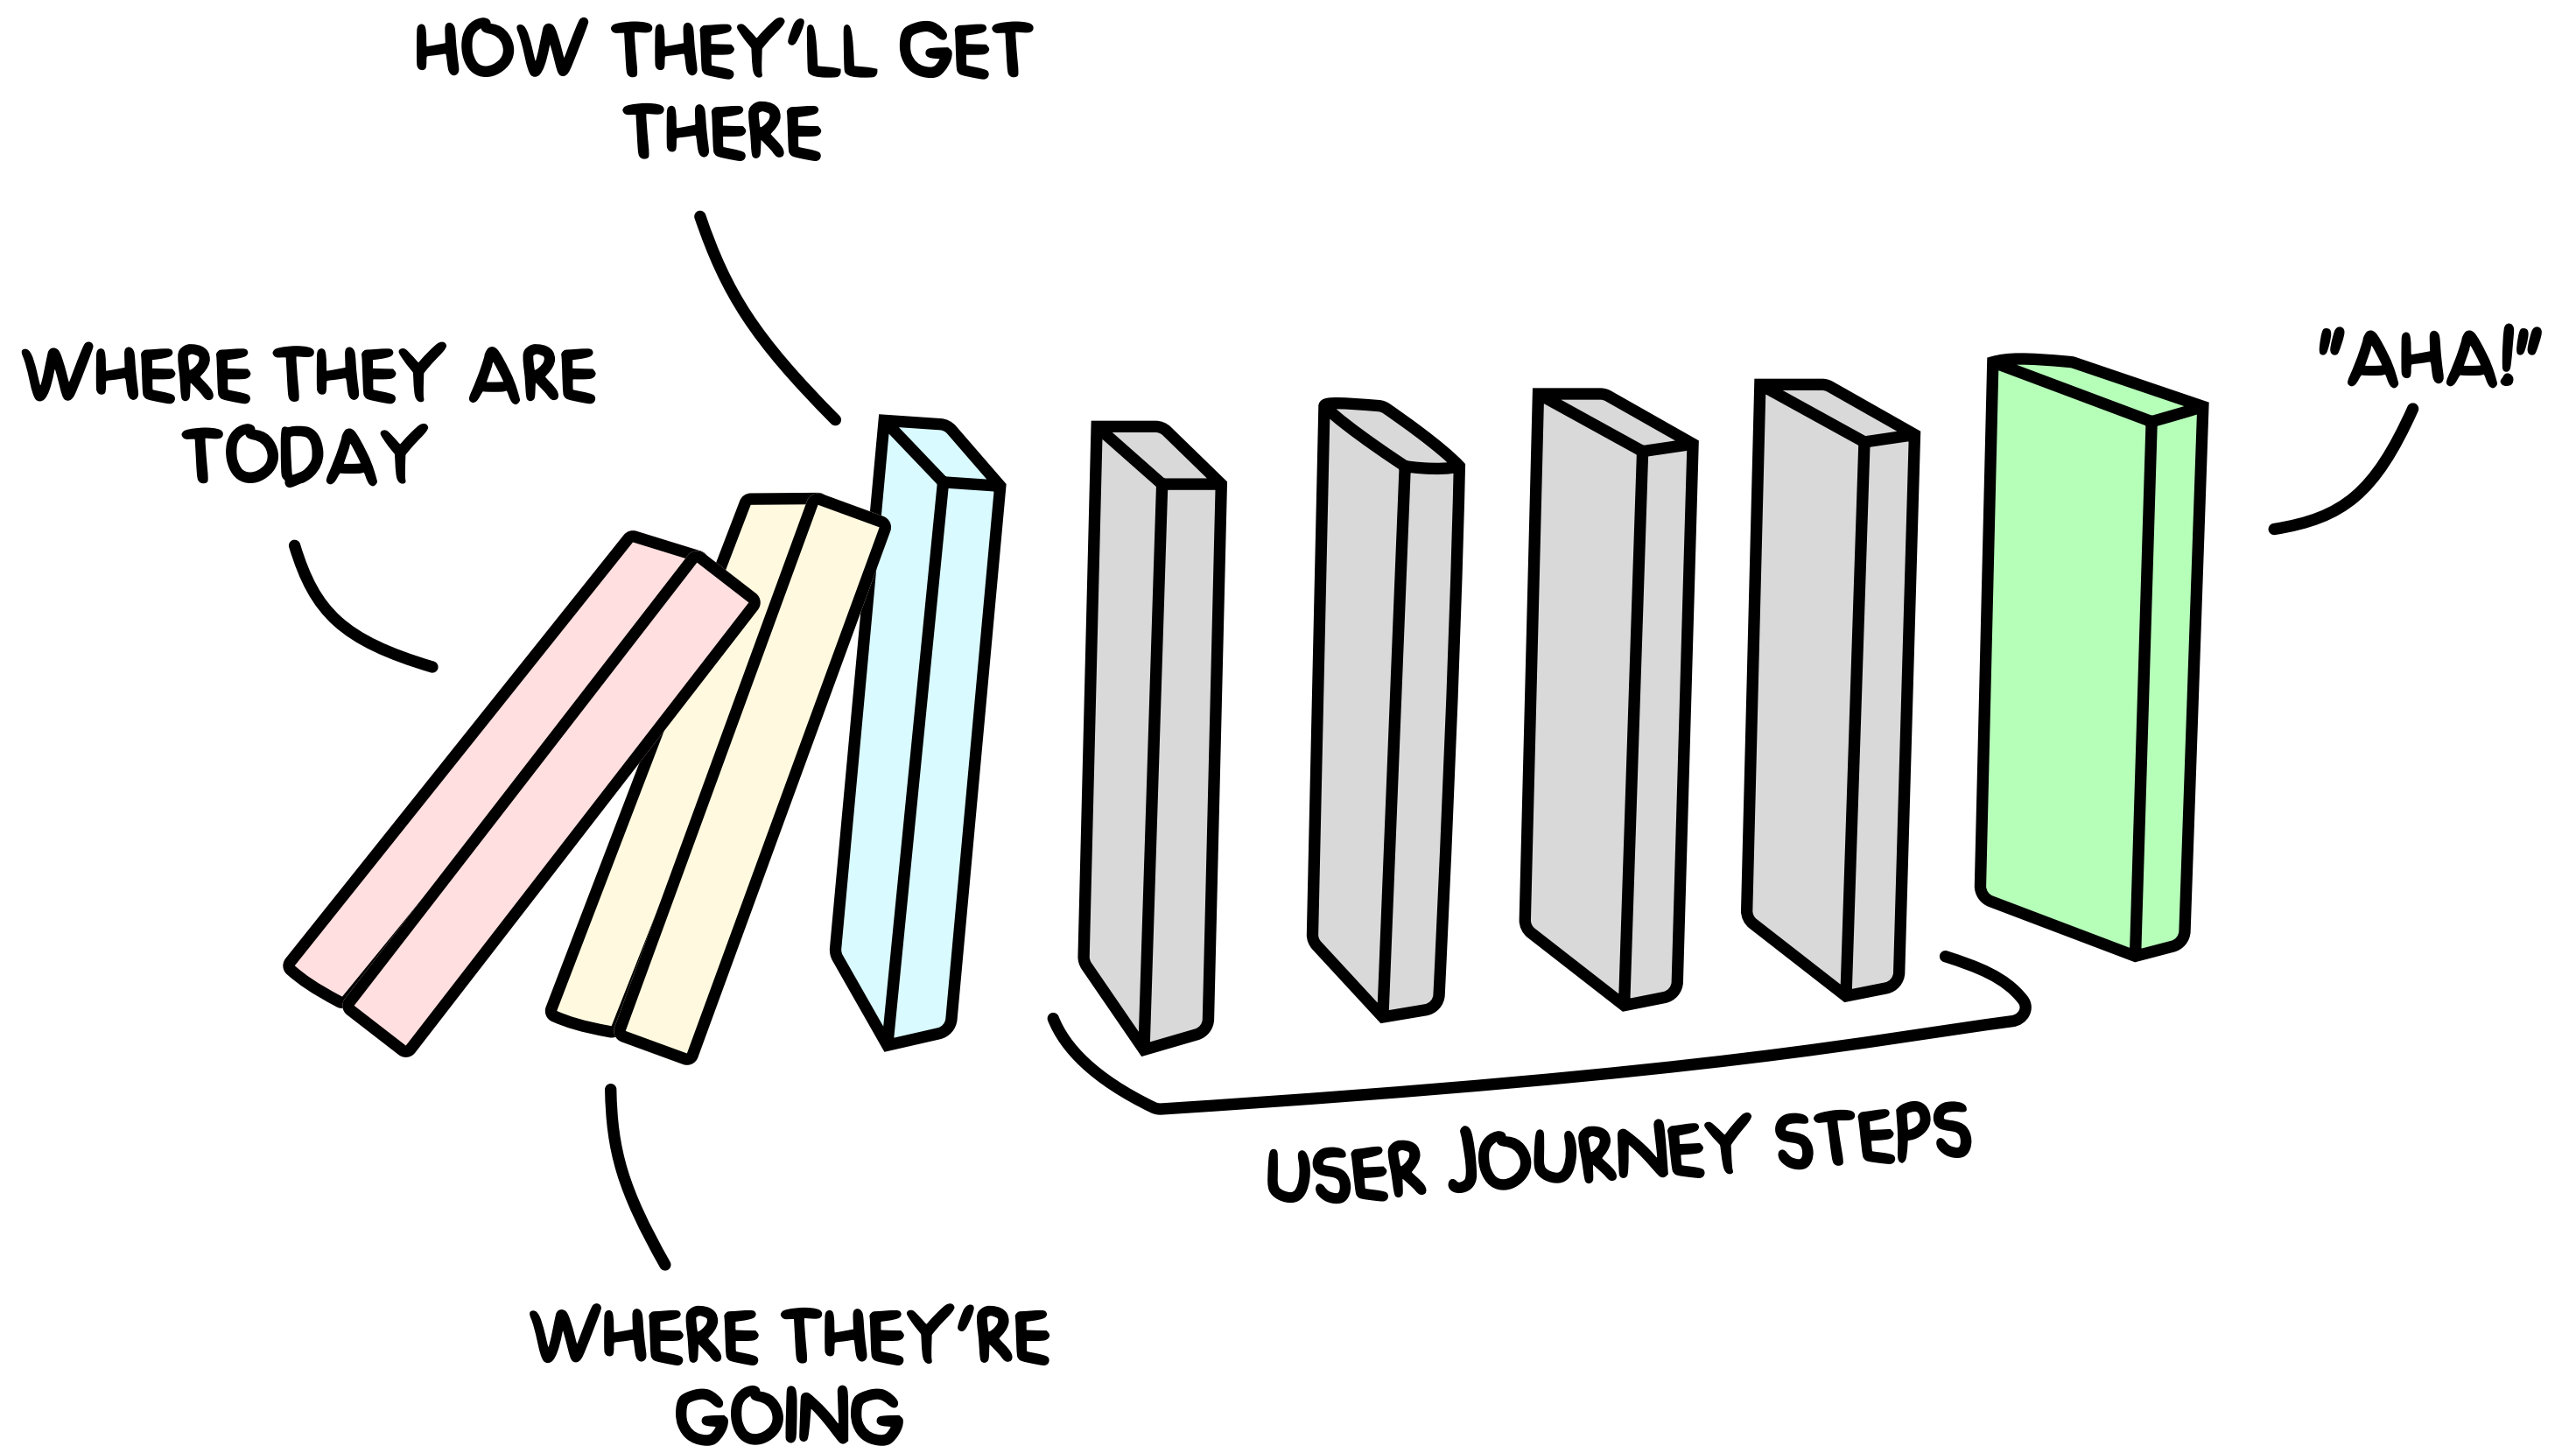 HOW THEY'LL GET
THERE
WHERE THEY ARE
TODAY
"AHA!"
USER JOURNEY STEPS
WHERE THEY'RE
GOING